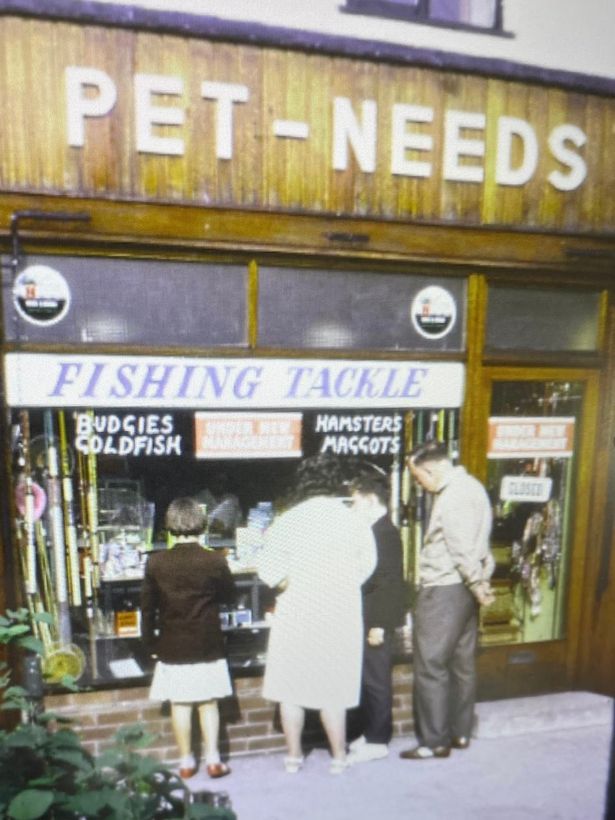 PET-NEEDS
FISHING TACKLE
BUDGIES
GOLDFISH
UNDER NEW
MANAGEMENT
HAMSTERS
MAGGOTS
UNDER NEW
MANAGEMENT
CLOSED